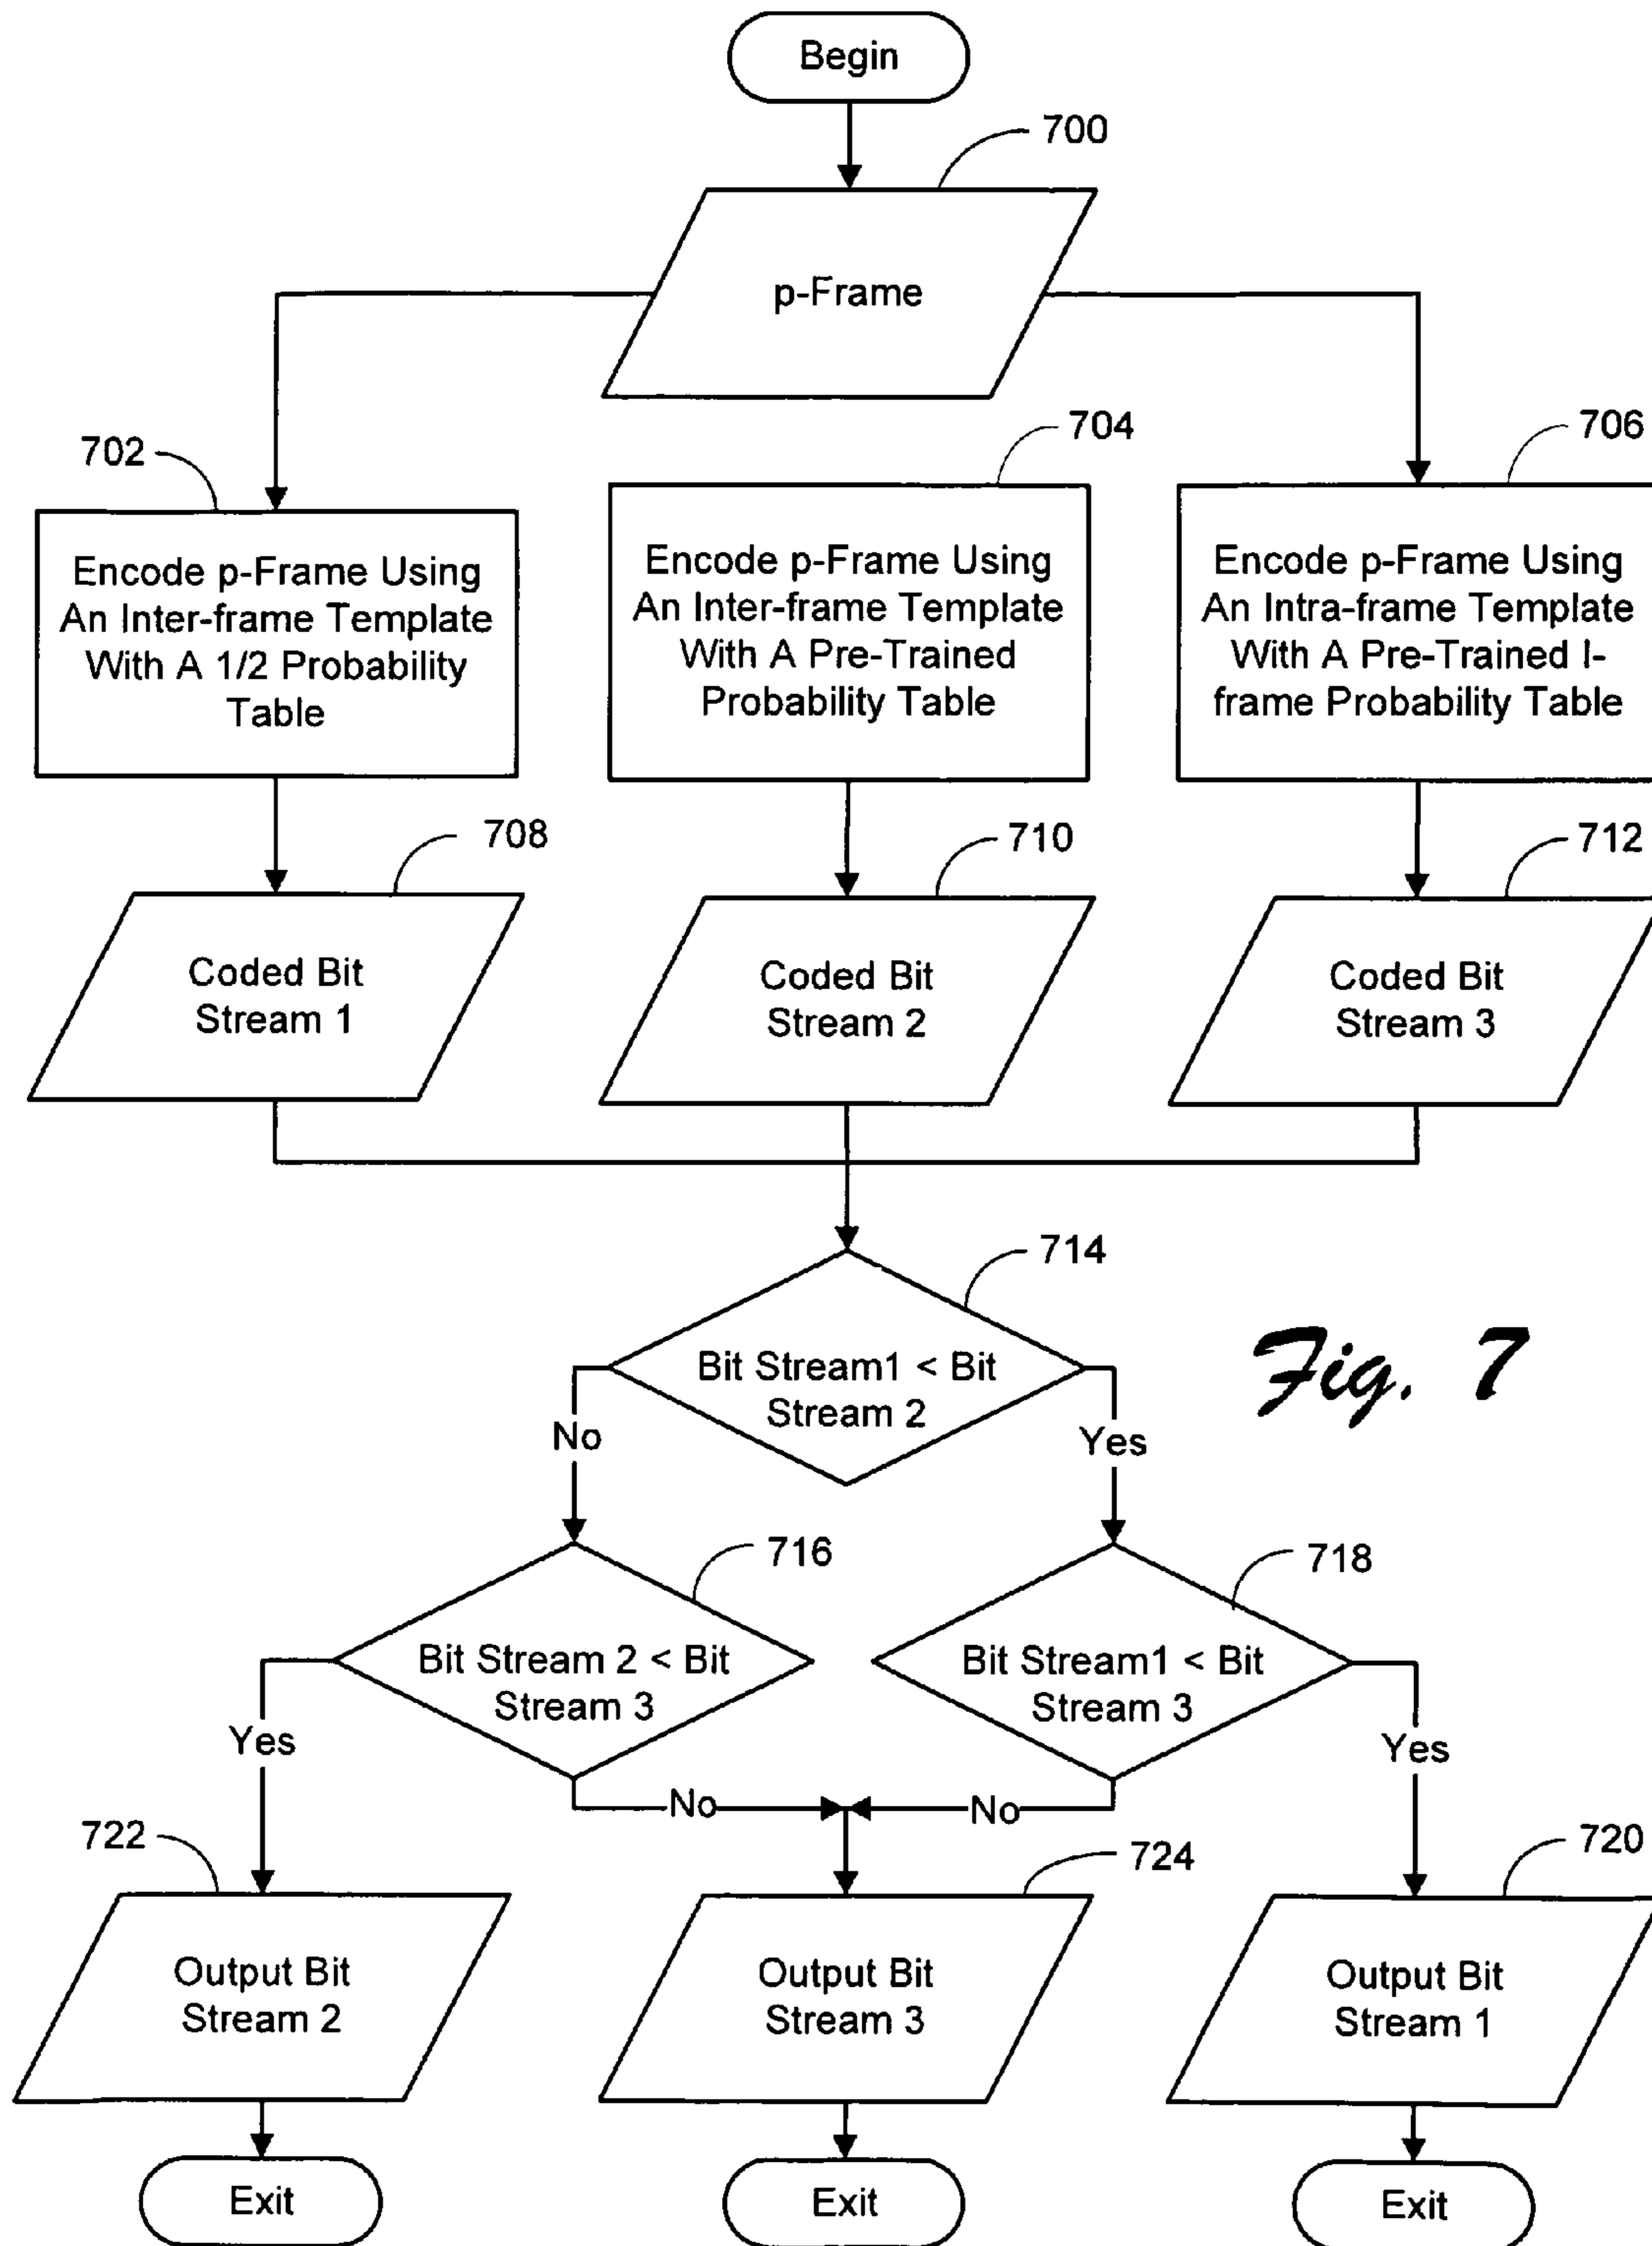 Begin
700
p-Frame
702
704
706
Encode p-Frame Using
An Inter-frame Template
With A 1/2 Probability
Table
Encode p-Frame Using
An Inter-frame Template
With A Pre-Trained
Probability Table
Encode p-Frame Using
An Intra-frame Template
With A Pre-Trained I-
frame Probability Table
708
710
712
Coded Bit
Stream 1
Coded Bit
Stream 2
Coded Bit
Stream 3
714
Bit Stream1 < Bit
Stream 2
Fig. 7
No
Yes
716
718
Bit Stream 2 < Bit
Stream 3
Bit Stream1 < Bit
Stream 3
Yes
Yes
No
No
722
724
720
Output Bit
Stream 2
Output Bit
Stream 3
Output Bit
Stream 1
Exit
Exit
Exit